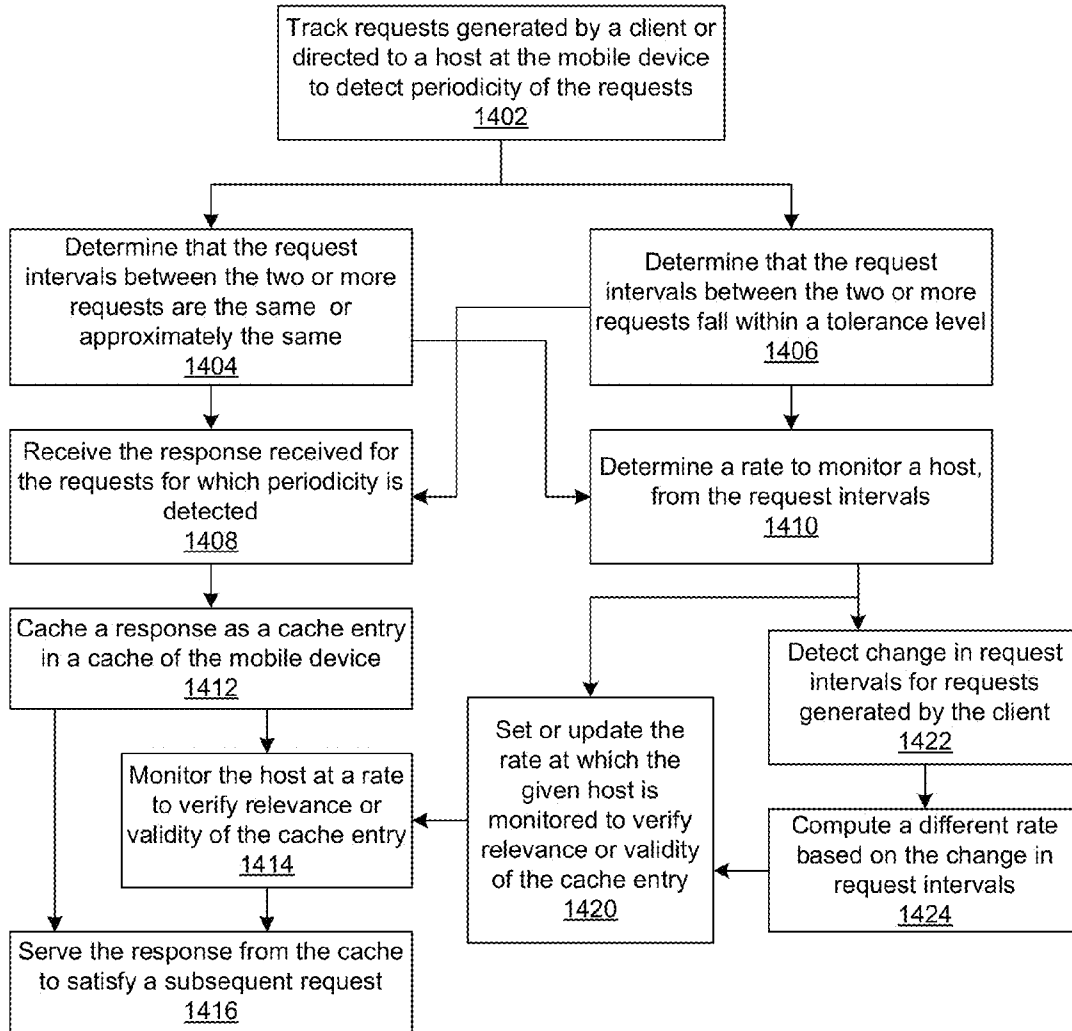 Track requests generated by a client or
directed to a host at the mobile device
to detect periodicity of the requests
1402
Determine that the request
intervals between the two or more
requests are the same or
approximately the same
1404
Determine that the request
intervals between the two or more
requests fall within a tolerance level
1406
Receive the response received for
the requests for which periodicity is
detected
1408
Determine a rate to monitor a host,
from the request intervals
1410
Cache a response as a cache entry
in a cache of the mobile device
1412
Detect change in request
intervals for requests
generated by the client
1422
Set or update the
rate at which the
given host is
monitored to verify
relevance or validity
of the cache entry
1420
Monitor the host at a rate
to verify relevance or
validity of the cache entry
1414
Compute a different rate
based on the change in
request intervals
1424
Serve the response from the cache
to satisfy a subsequent request
1416